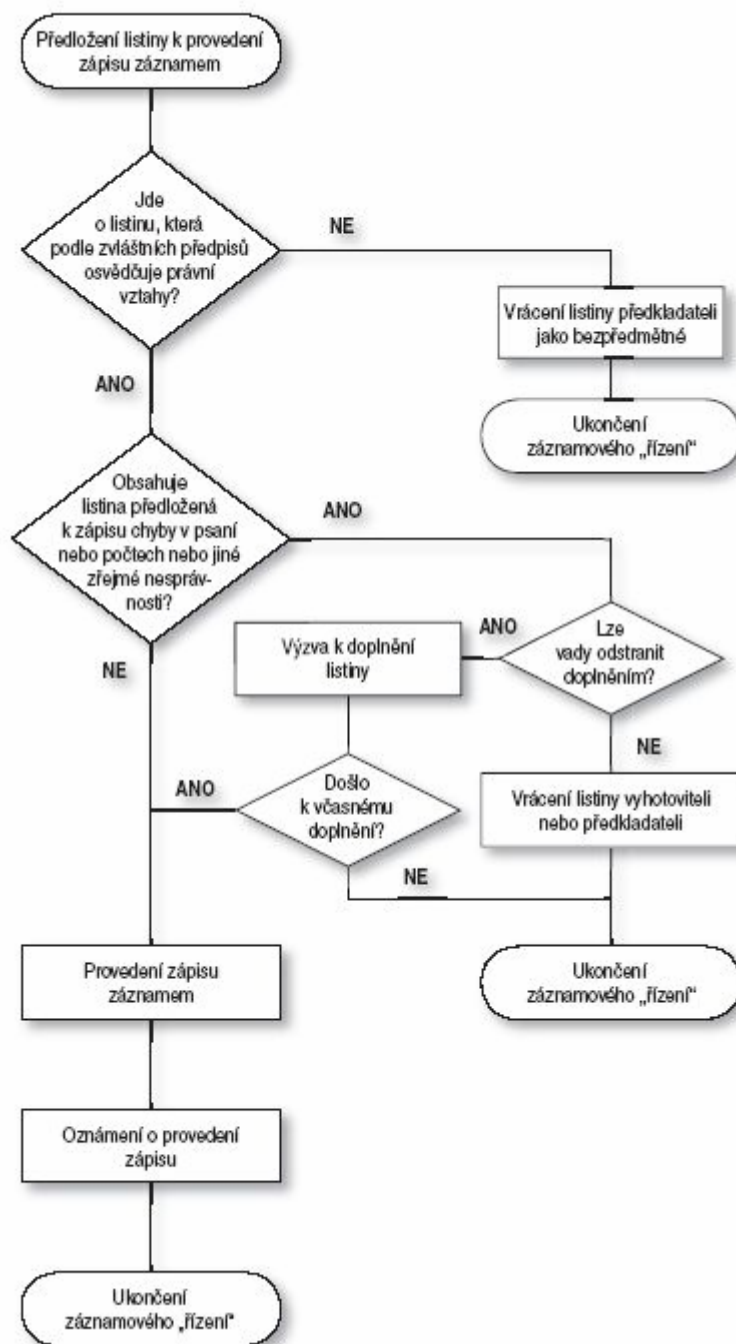 Předložení listiny k provedení
zápisu záznamem
Jde
o listinu, která
podle zvláštních předpisů
osvědčuje právní
vztahy?
NE
Vrácení listiny předkladateli
jako bezpředmětné
ANO
Ukončení
záznamového „řízení“
Obsahuje
listina předložená
k zápisu chyby v psaní
nebo počtech nebo jiné
zřejmé nespráv-
nosti?
ANO
Lze
vady odstranit
doplněním?
ANO
Výzva k doplnění
listiny
NE
NE
Došlo
k včasnému
doplnění?
ANO
Vrácení listiny vyhotoviteli
nebo předkladateli
NE
Provedení zápisu
záznamem
Ukončení
záznamového „řízení“
Oznámení o provedení
zápisu
Ukončení
záznamového „řízení“